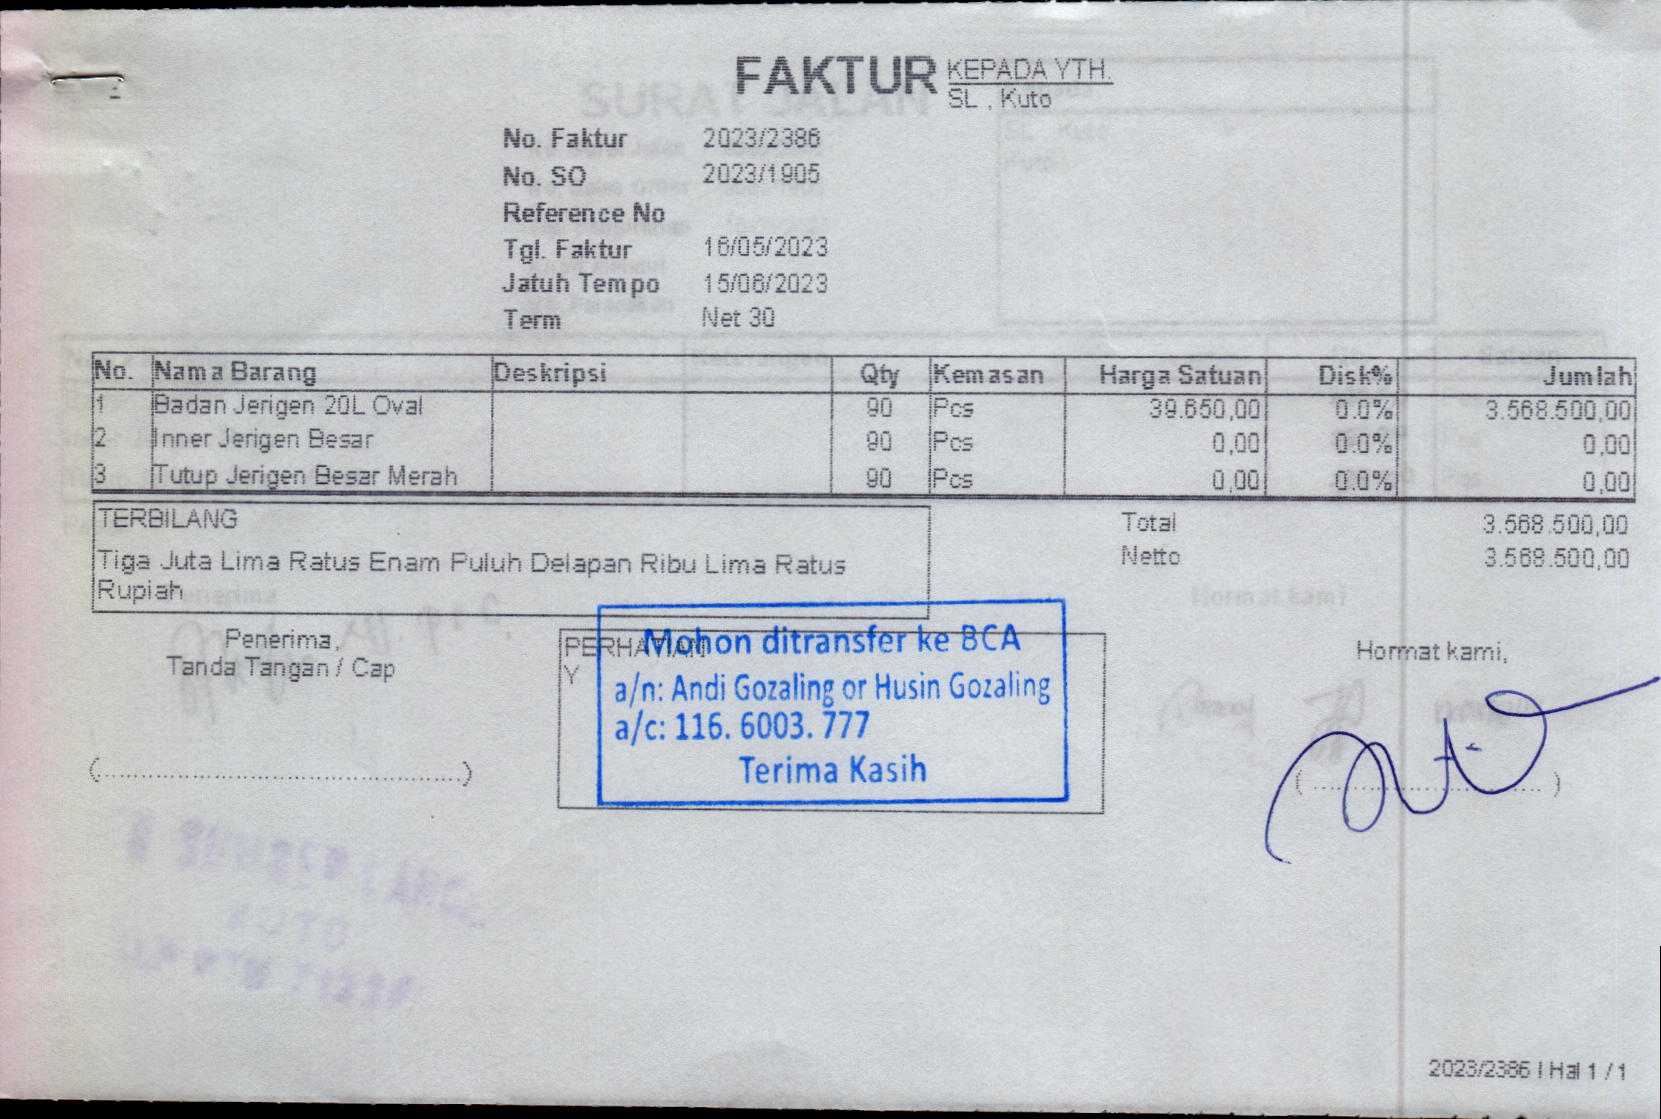 FAKTUR
KEPADA YTH.
SL , Kuto
No. Faktur 2023/2386
No. SO 2023/1905
Reference No
Tgl. Faktur 16/05/2023
Jatuh Tempo 15/06/2023
Term Net 30
No. Nama Barang Deskripsi Qty Kemasan Harga Satuan Disk% Jumlah
1 Badan Jerigen 20L Oval 90 Pcs 39.650,00 0.0% 3.568.500,00
2 Inner Jerigen Besar 90 Pcs 0,00 0.0% 0,00
3 Tutup Jerigen Besar Merah 90 Pcs 0,00 0.0% 0,00
TERBILANG
Tiga Juta Lima Ratus Enam Puluh Delapan Ribu Lima Ratus
Rupiah
Total 3.568.500,00
Netto 3.568.500,00
Penerima,
Tanda Tangan / Cap
(......................................................)
PERHATIAN
Y
Mohon ditransfer ke BCA
a/n: Andi Gozaling or Husin Gozaling
a/c: 116. 6003. 777
Terima Kasih
Hormat kami,
(..................................)
SURAT JALAN
KUTO
2023/2386 | Hal 1 / 1